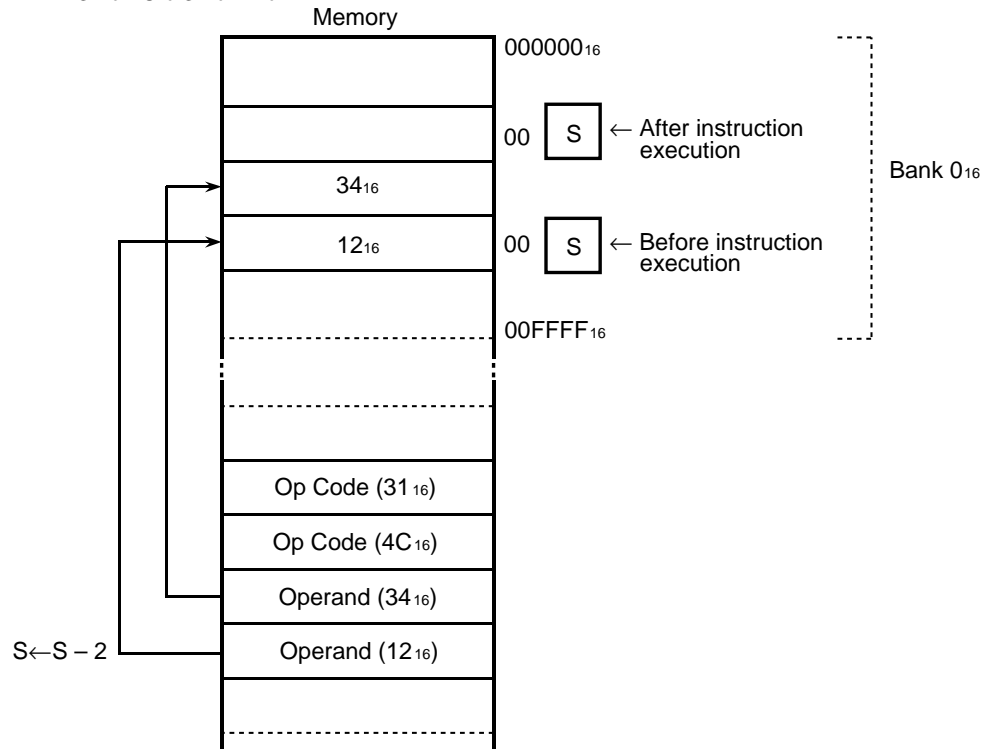 Memory
000000₁₆
00 S ← After instruction
execution
Bank 0₁₆
34₁₆
12₁₆
00 S ← Before instruction
execution
00FFFF₁₆
Op Code (31₁₆)
Op Code (4C₁₆)
Operand (34₁₆)
Operand (12₁₆)
S←S – 2